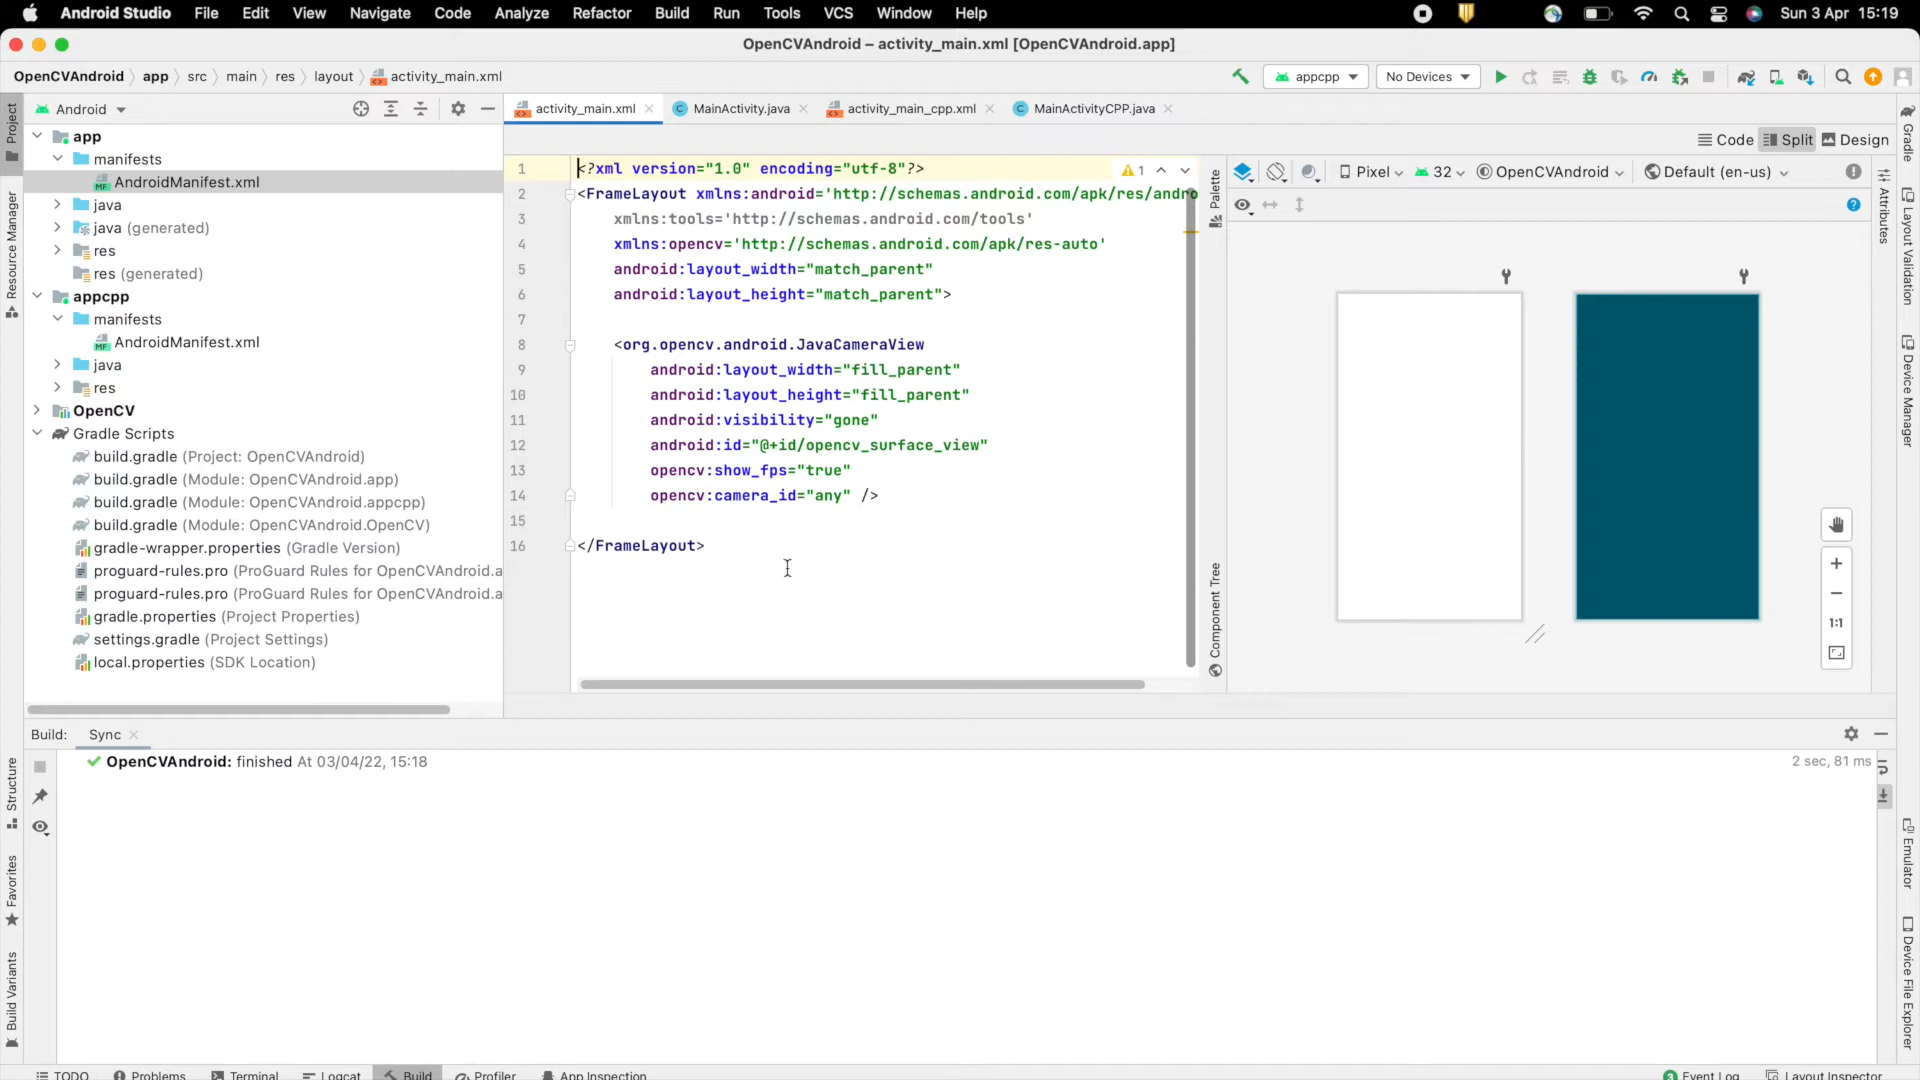 Android Studio File Edit View Navigate Code Analyze Refactor Build Run Tools VCS Window Help Sun 3 Apr 15:19
OpenCVAndroid – activity_main.xml [OpenCVAndroid.app]
OpenCVAndroid app src main res layout activity_main.xml appcpp No Devices
Android
activity_main.xml MainActivity.java activity_main_cpp.xml MainActivityCPP.java
Code Split Design
Project
Resource Manager
Structure
Favorites
Build Variants
app
manifests
AndroidManifest.xml
java
java (generated)
res
res (generated)
appcpp
manifests
AndroidManifest.xml
java
res
OpenCV
Gradle Scripts
build.gradle (Project: OpenCVAndroid)
build.gradle (Module: OpenCVAndroid.app)
build.gradle (Module: OpenCVAndroid.appcpp)
build.gradle (Module: OpenCVAndroid.OpenCV)
gradle-wrapper.properties (Gradle Version)
proguard-rules.pro (ProGuard Rules for OpenCVAndroid.a
proguard-rules.pro (ProGuard Rules for OpenCVAndroid.a
gradle.properties (Project Properties)
settings.gradle (Project Settings)
local.properties (SDK Location)
1 <?xml version="1.0" encoding="utf-8"?> 1
2 <FrameLayout xmlns:android='http://schemas.android.com/apk/res/andro
3 xmlns:tools='http://schemas.android.com/tools'
4 xmlns:opencv='http://schemas.android.com/apk/res-auto'
5 android:layout_width="match_parent"
6 android:layout_height="match_parent">
7
8 <org.opencv.android.JavaCameraView
9 android:layout_width="fill_parent"
10 android:layout_height="fill_parent"
11 android:visibility="gone"
12 android:id="@+id/opencv_surface_view"
13 opencv:show_fps="true"
14 opencv:camera_id="any" />
15
16 </FrameLayout>
Palette
Component Tree
Pixel 32 OpenCVAndroid Default (en-us)
1:1
Attributes
Gradle
Layout Validation
Device Manager
Emulator
Device File Explorer
Build: Sync
OpenCVAndroid: finished At 03/04/22, 15:18 2 sec, 81 ms
TODO Problems Terminal Logcat Build Profiler App Inspection 3 Event Log Layout Inspector